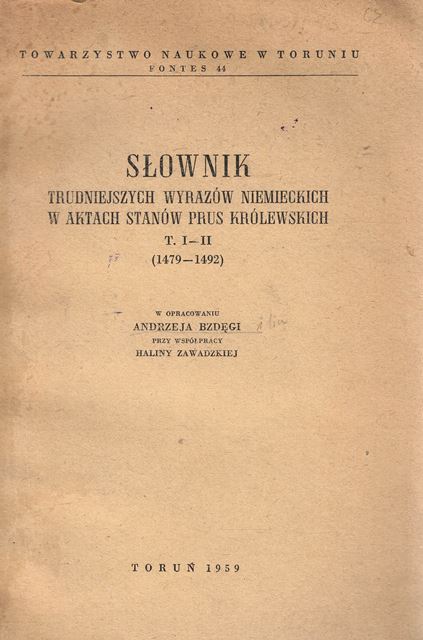 TOWARZYSTWO NAUKOWE W TORUNIU
FONTES 44
SŁOWNIK
TRUDNIEJSZYCH WYRAZÓW NIEMIECKICH
W AKTACH STANÓW PRUS KRÓLEWSKICH
T. I—II
(1479—1492)
W OPRACOWANIU
ANDRZEJA BZDĘGI
PRZY WSPÓŁPRACY
HALINY ZAWADZKIEJ
TORUŃ 1959